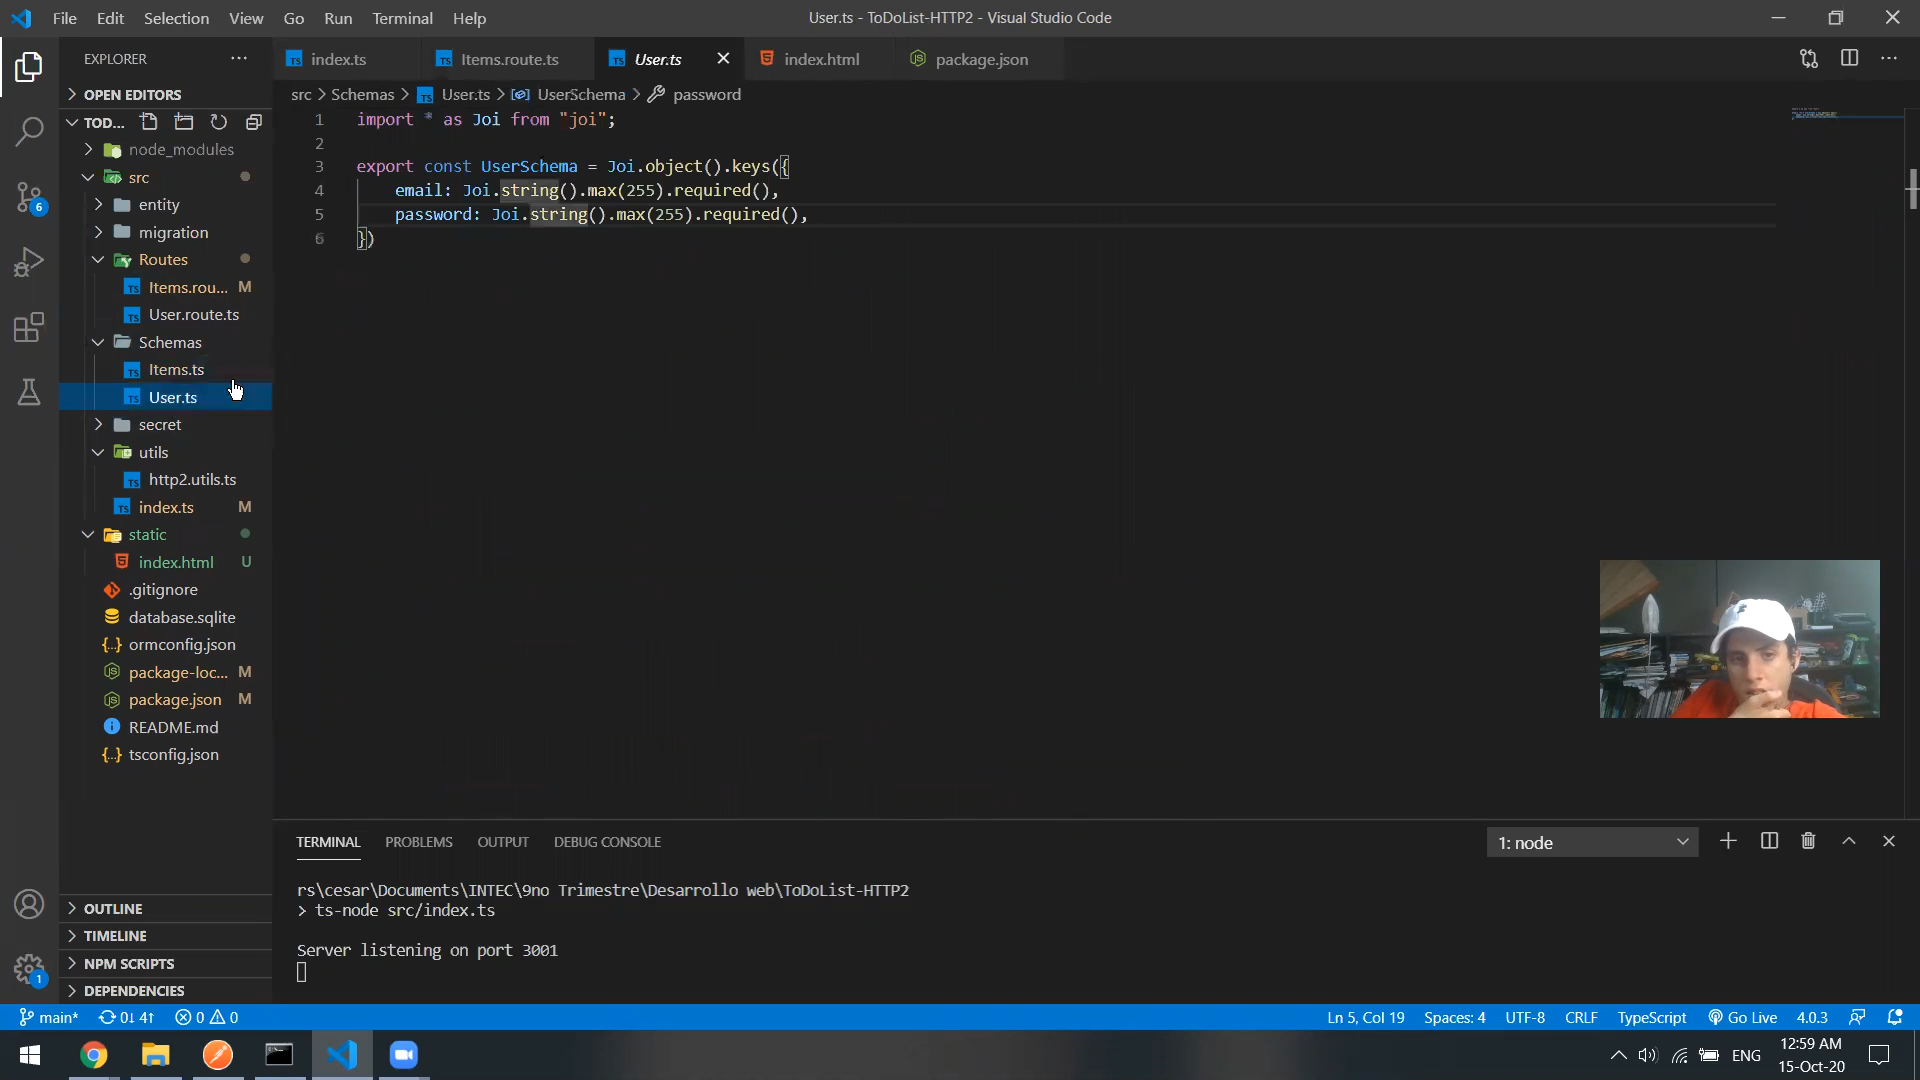 File Edit Selection View Go Run Terminal Help
User.ts - ToDoList-HTTP2 - Visual Studio Code
EXPLORER
index.ts
Items.route.ts
User.ts
index.html
package.json
OPEN EDITORS
src > Schemas > User.ts > UserSchema > password
TOD...
node_modules
src
entity
migration
Routes
Items.rou... M
User.route.ts
Schemas
Items.ts
User.ts
secret
utils
http2.utils.ts
index.ts M
static
index.html U
.gitignore
database.sqlite
ormconfig.json
package-loc... M
package.json M
README.md
tsconfig.json
OUTLINE
TIMELINE
NPM SCRIPTS
DEPENDENCIES
1 import * as Joi from "joi";
2
3 export const UserSchema = Joi.object().keys({
4 email: Joi.string().max(255).required(),
5 password: Joi.string().max(255).required(),
6 })
TERMINAL PROBLEMS OUTPUT DEBUG CONSOLE
1: node
rs\cesar\Documents\INTEC\9no Trimestre\Desarrollo web\ToDoList-HTTP2
> ts-node src/index.ts
Server listening on port 3001
6
1
main* 0↓ 4↑ 0 0
Ln 5, Col 19 Spaces: 4 UTF-8 CRLF TypeScript Go Live 4.0.3
ENG
12:59 AM
15-Oct-20